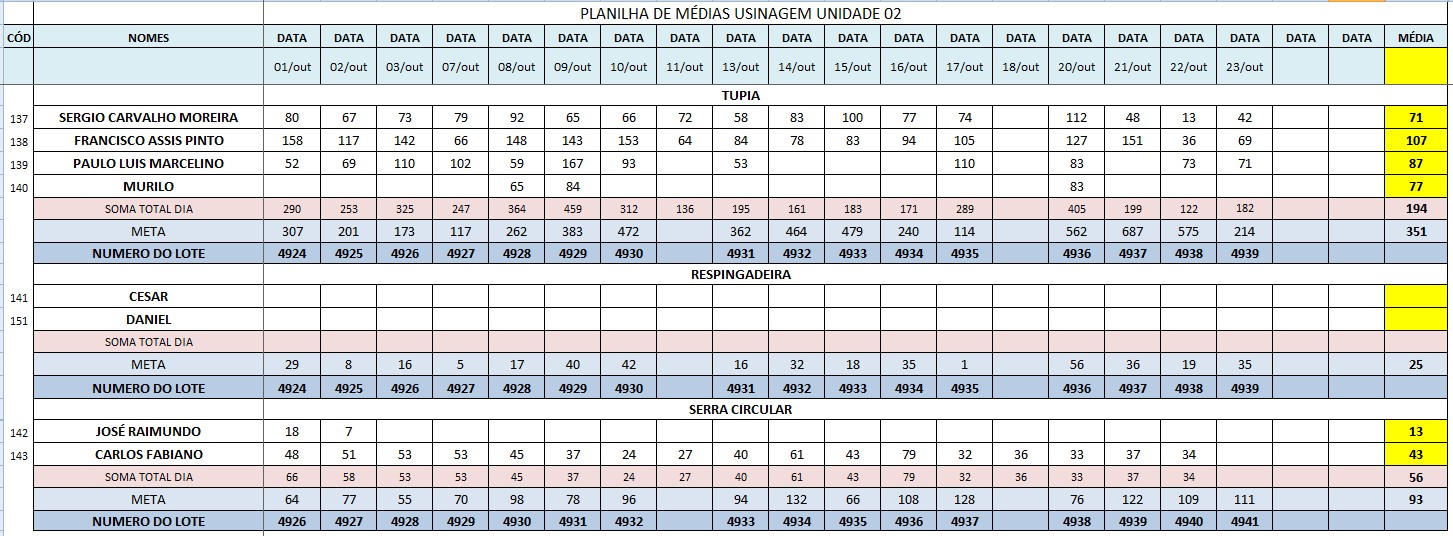 PLANILHA DE MÉDIAS USINAGEM UNIDADE 02
CÓD NOMES DATA DATA DATA DATA DATA DATA DATA DATA DATA DATA DATA DATA DATA DATA DATA DATA DATA DATA DATA DATA MÉDIA
01/out 02/out 03/out 07/out 08/out 09/out 10/out 11/out 13/out 14/out 15/out 16/out 17/out 18/out 20/out 21/out 22/out 23/out
TUPIA
137 SERGIO CARVALHO MOREIRA 80 67 73 79 92 65 66 72 58 83 100 77 74 112 48 13 42 71
138 FRANCISCO ASSIS PINTO 158 117 142 66 148 143 153 64 84 78 83 94 105 127 151 36 69 107
139 PAULO LUIS MARCELINO 52 69 110 102 59 167 93 53 110 83 73 71 87
140 MURILO 65 84 83 77
SOMA TOTAL DIA 290 253 325 247 364 459 312 136 195 161 183 171 289 405 199 122 182 194
META 307 201 173 117 262 383 472 362 464 479 240 114 562 687 575 214 351
NUMERO DO LOTE 4924 4925 4926 4927 4928 4929 4930 4931 4932 4933 4934 4935 4936 4937 4938 4939
RESPINGADEIRA
141 CESAR
151 DANIEL
SOMA TOTAL DIA
META 29 8 16 5 17 40 42 16 32 18 35 1 56 36 19 35 25
NUMERO DO LOTE 4924 4925 4926 4927 4928 4929 4930 4931 4932 4933 4934 4935 4936 4937 4938 4939
SERRA CIRCULAR
142 JOSÉ RAIMUNDO 18 7 13
143 CARLOS FABIANO 48 51 53 53 45 37 24 27 40 61 43 79 32 36 33 37 34 43
SOMA TOTAL DIA 66 58 53 53 45 37 24 27 40 61 43 79 32 36 33 37 34 56
META 64 77 55 70 98 78 96 94 132 66 108 128 76 122 109 111 93
NUMERO DO LOTE 4926 4927 4928 4929 4930 4931 4932 4933 4934 4935 4936 4937 4938 4939 4940 4941